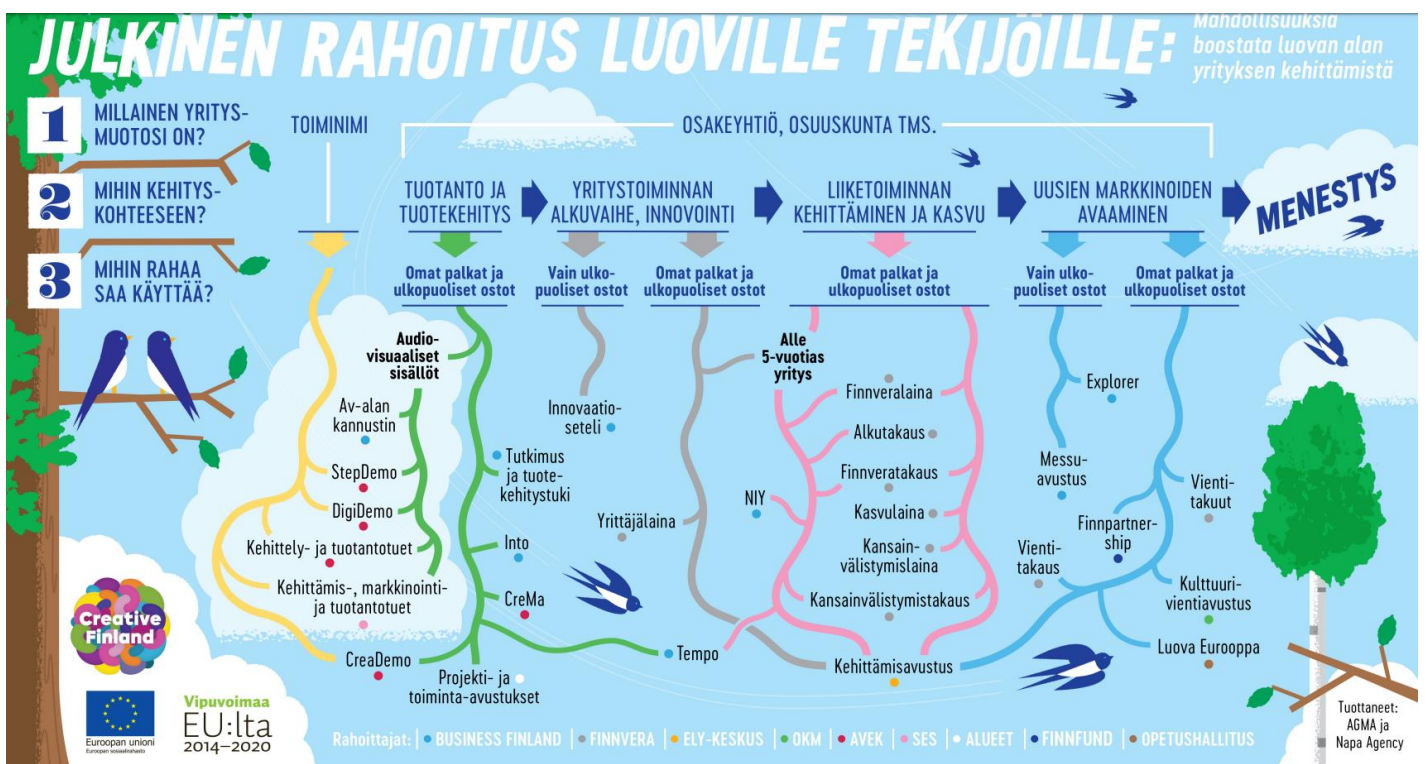 JULKINEN RAHOITUS LUOVILLE TEKIJÖILLE:
Mahdollisuuksia
boostata luovan alan
yrityksen kehittämistä
1
MILLAINEN YRITYS-
MUOTOSI ON?
2
MIHIN KEHITYS-
KOHTEESEEN?
3
MIHIN RAHAA
SAA KÄYTTÄÄ?
TOIMINIMI
OSAKEYHTIÖ, OSUUSKUNTA TMS.
TUOTANTO JA
TUOTEKEHITYS
YRITYSTOIMINNAN
ALKUVAIHE, INNOVOINTI
LIIKETOIMINNAN
KEHITTÄMINEN JA KASVU
UUSIEN MARKKINOIDEN
AVAAMINEN
MENESTYS
Omat palkat ja
ulkopuoliset ostot
Vain ulko-
puoliset ostot
Omat palkat ja
ulkopuoliset ostot
Omat palkat ja
ulkopuoliset ostot
Vain ulko-
puoliset ostot
Omat palkat ja
ulkopuoliset ostot
Audio-
visuaaliset
sisällöt
Av-alan
kannustin
StepDemo
DigiDemo
Kehittely- ja tuotantotuet
Kehittämis-, markkinointi-
ja tuotantotuet
CreaDemo
Tutkimus
ja tuote-
kehitystuki
Into
CreMa
Projekti- ja
toiminta-avustukset
Innovaatio-
seteli
Yrittäjälaina
Tempo
Alle
5-vuotias
yritys
NIY
Finnveralaina
Alkutakaus
Finnveratakaus
Kasvulaina
Kansain-
välistymislaina
Kansainvälistymistakaus
Kehittämisavustus
Explorer
Messu-
avustus
Vienti-
takuut
Finnpartner-
ship
Vienti-
takaus
Kulttuuri-
vientiavustus
Luova Eurooppa
Creative
Finland
Euroopan unioni
Euroopan sosiaalirahasto
Vipuvoimaa
EU:lta
2014–2020
Rahoittajat: BUSINESS FINLAND | FINNVERA | ELY-KESKUS | OKM | AVEK | SES | ALUEET | FINNFUND | OPETUSHALLITUS
Tuottaneet:
AGMA ja
Napa Agency